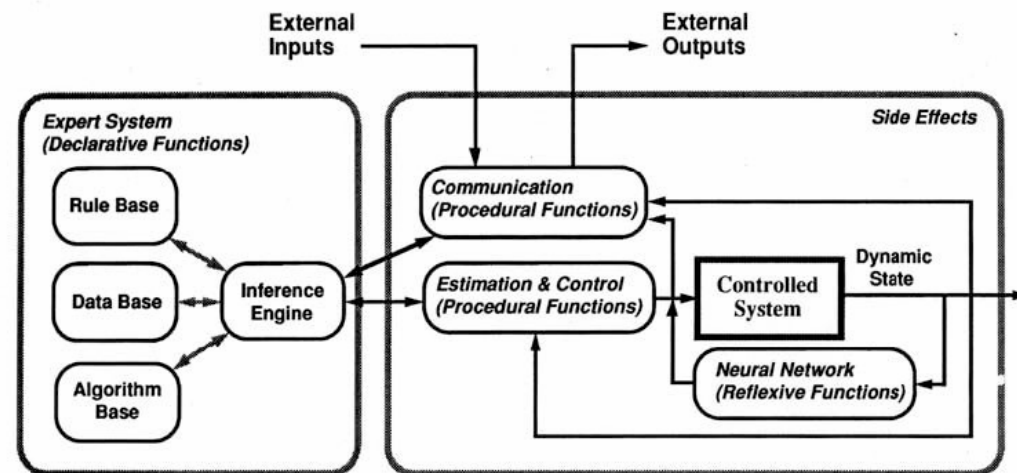 External
Inputs
External
Outputs
Expert System
(Declarative Functions)
Side Effects
Rule Base
Data Base
Algorithm
Base
Inference
Engine
Communication
(Procedural Functions)
Estimation & Control
(Procedural Functions)
Controlled
System
Dynamic
State
Neural Network
(Reflexive Functions)